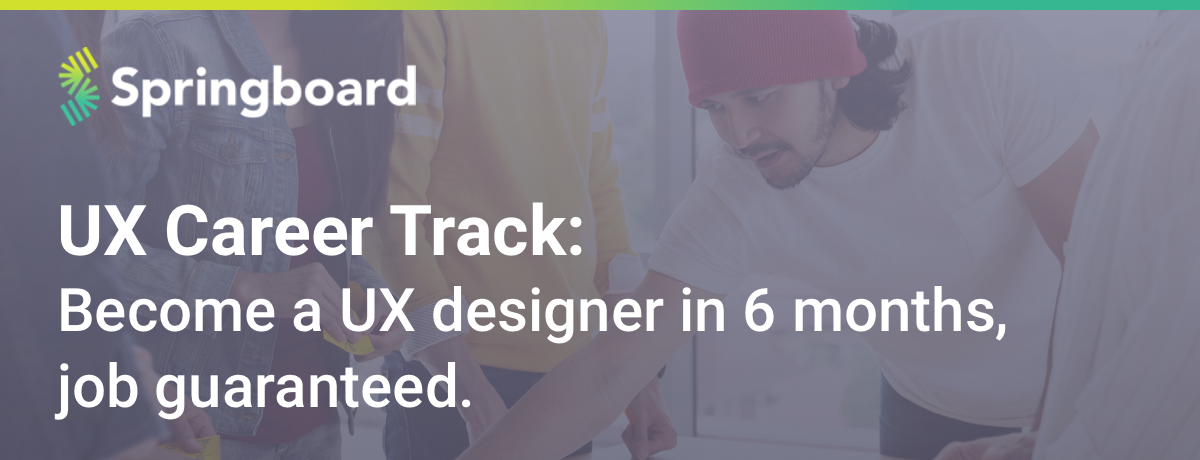 Springboard
UX Career Track:
Become a UX designer in 6 months,
job guaranteed.